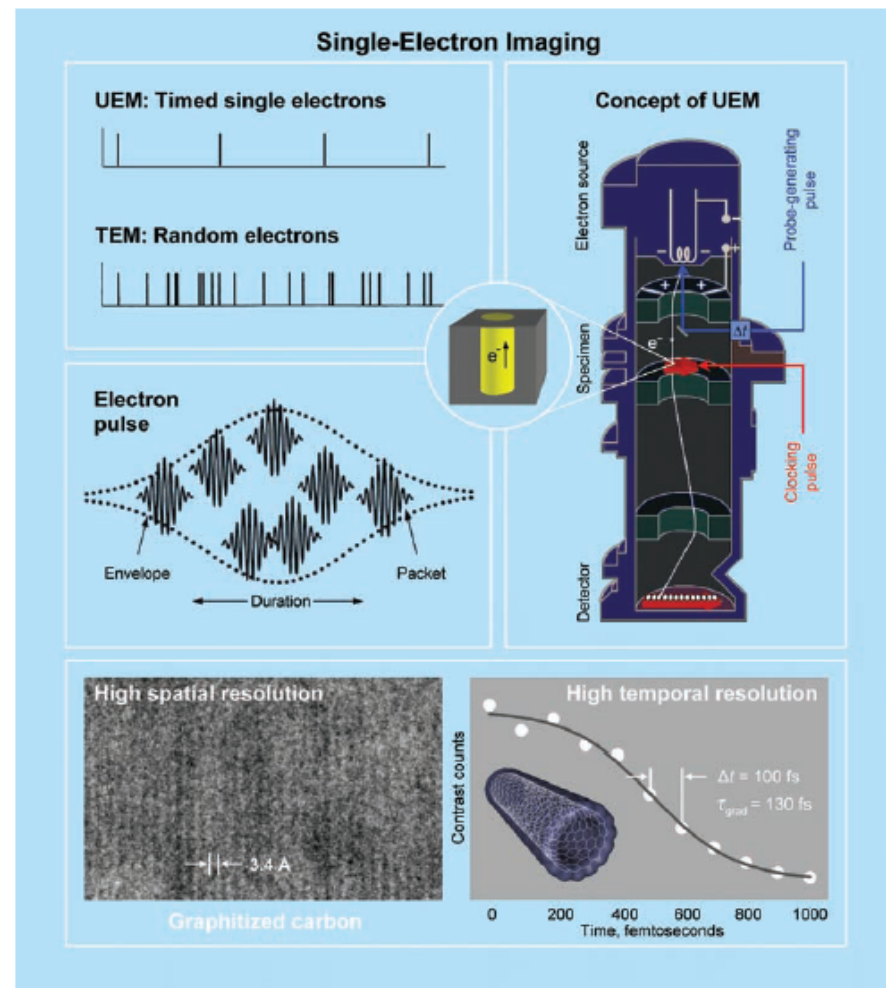 Single-Electron Imaging
UEM: Timed single electrons
TEM: Random electrons
Electron
pulse
Envelope
Packet
Duration
e⁻
Concept of UEM
Electron source
Specimen
Detector
Probe-generating
pulse
Clocking
pulse
−
+
− −
+ +
Δt
e⁻
High spatial resolution
3.4 A
Graphitized carbon
High temporal resolution
Contrast counts
Δt = 100 fs
τgrad = 130 fs
0 200 400 600 800 1000
Time, femtoseconds